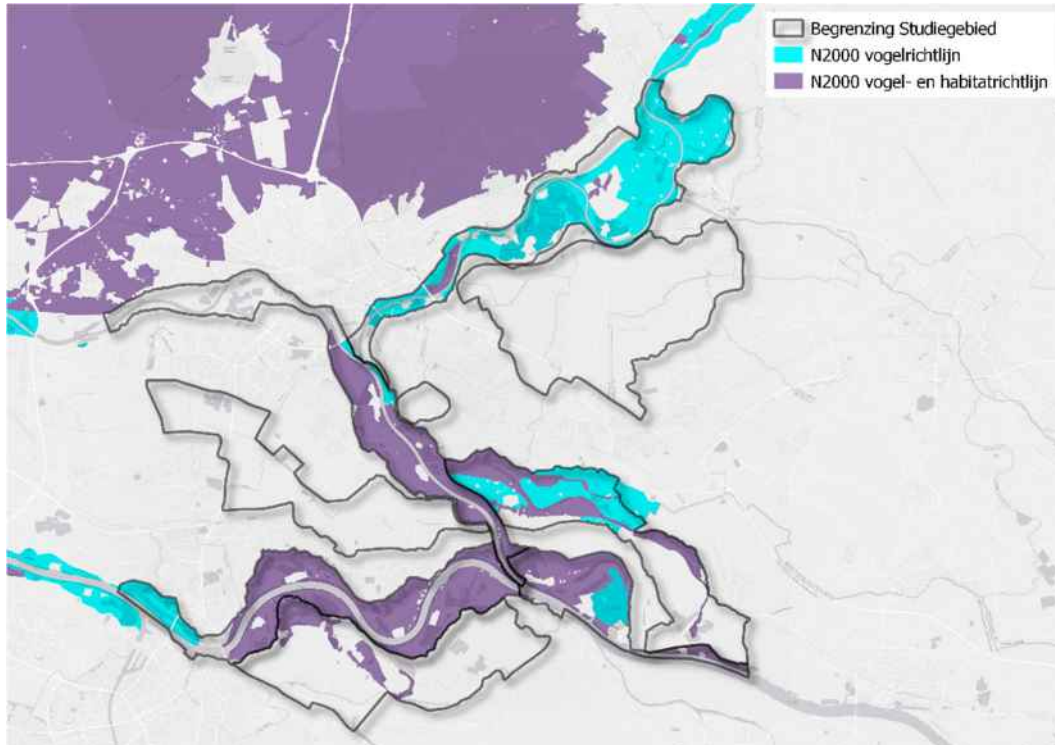 Begrenzing Studiegebied
N2000 vogelrichtlijn
N2000 vogel- en habitatrichtlijn